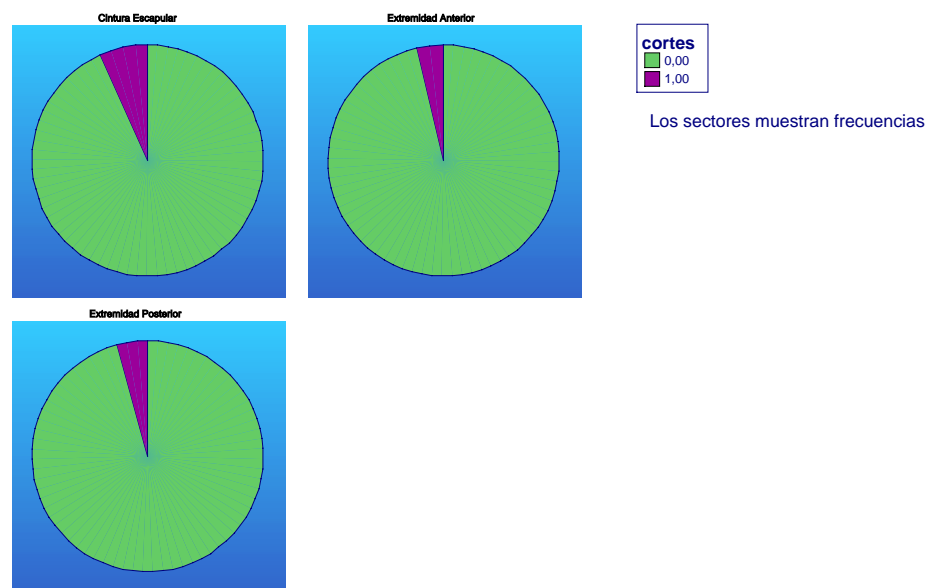 Cintura Escapular
Extremidad Anterior
cortes
0,00
1,00
Los sectores muestran frecuencias
Extremidad Posterior